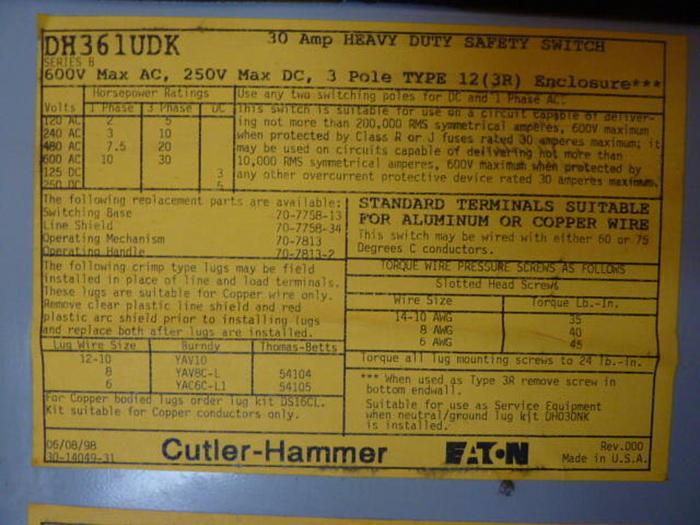 DH361UDK
30 Amp HEAVY DUTY SAFETY SWITCH
SERIES B
600V Max AC, 250V Max DC, 3 Pole TYPE 12(3R) Enclosure***
Horsepower Ratings
Volts 1 Phase 3 Phase DC
120 AC 2 5
240 AC 3 10
480 AC 7.5 20
600 AC 10 30
125 DC 3
250 DC 5
Use any two switching poles for DC and 1 Phase AC.
This switch is suitable for use on a circuit capable of deliver-
ing not more than 200,000 RMS symmetrical amperes, 600V maximum
when protected by Class R or J fuses rated 30 amperes maximum; it
may be used on circuits capable of delivering not more than
10,000 RMS symmetrical amperes, 600V maximum when protected by
any other overcurrent protective device rated 30 amperes maximum.
The following replacement parts are available:
Switching Base 70-7758-13
Line Shield 70-7758-34
Operating Mechanism 70-7813
Operating Handle 70-7813-2
The following crimp type lugs may be field
installed in place of line and load terminals.
These lugs are suitable for Copper wire only.
Remove clear plastic line shield and red
plastic arc shield prior to installing lugs
and replace both after lugs are installed.
Lug Wire Size Burndy Thomas-Betts
12-10 YAV10
8 YAV8C-L 54104
6 YAC6C-L1 54105
For Copper bodied lugs order lug kit DS16CL.
Kit suitable for Copper conductors only.
STANDARD TERMINALS SUITABLE
FOR ALUMINUM OR COPPER WIRE
This switch may be wired with either 60 or 75
Degrees C conductors.
TORQUE WIRE PRESSURE SCREWS AS FOLLOWS
Slotted Head Screws
Wire Size Torque Lb.-In.
14-10 AWG 35
8 AWG 40
6 AWG 45
Torque all lug mounting screws to 24 lb.-in.
*** When used as Type 3R remove screw in
bottom endwall.
Suitable for use as Service Equipment
when neutral/ground lug kit DH030NK
is installed.
06/08/98
30-14049-31
Cutler-Hammer
EATON
Rev.000
Made in U.S.A.